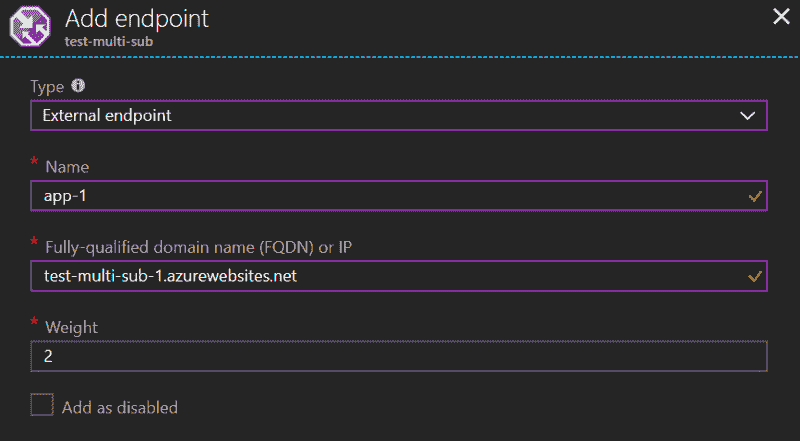 Add endpoint
test-multi-sub
Type
External endpoint
* Name
app-1
* Fully-qualified domain name (FQDN) or IP
test-multi-sub-1.azurewebsites.net
* Weight
2
Add as disabled